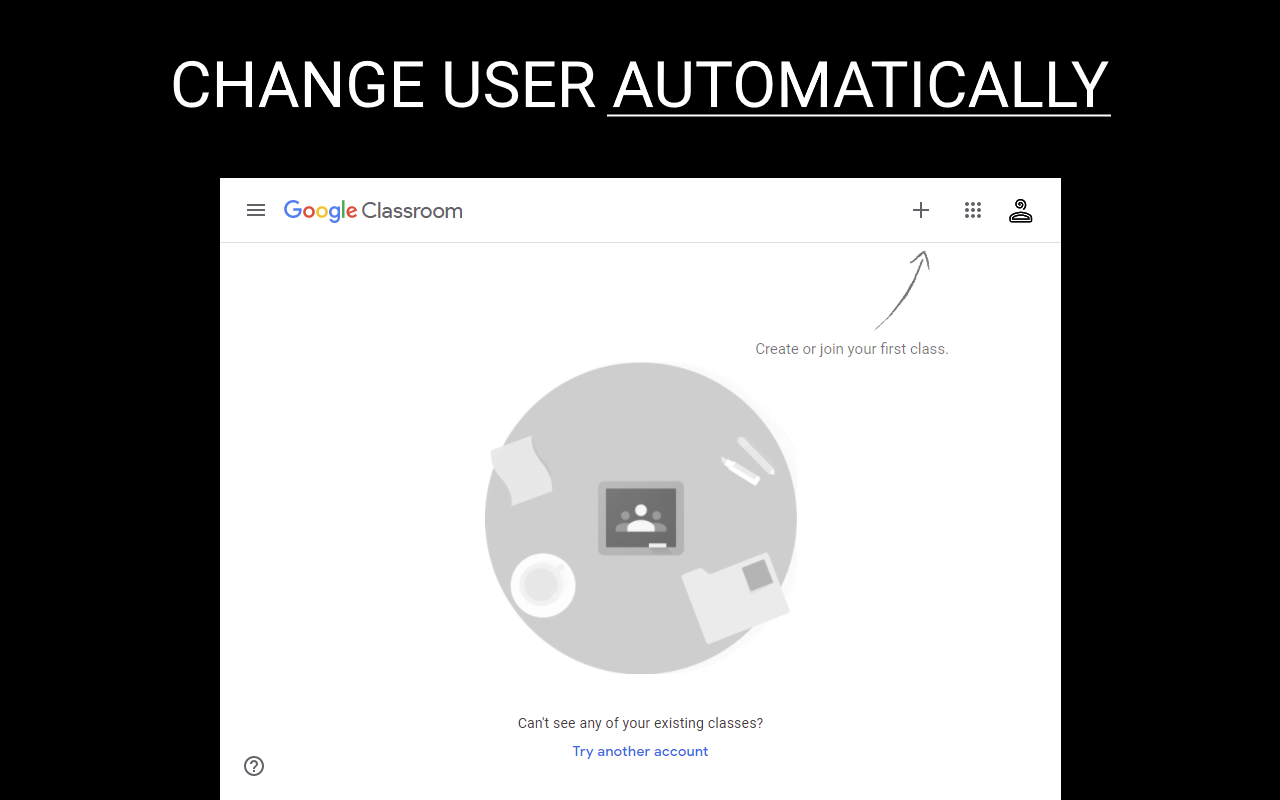 CHANGE USER AUTOMATICALLY
Google Classroom
Create or join your first class.
Can't see any of your existing classes?
Try another account